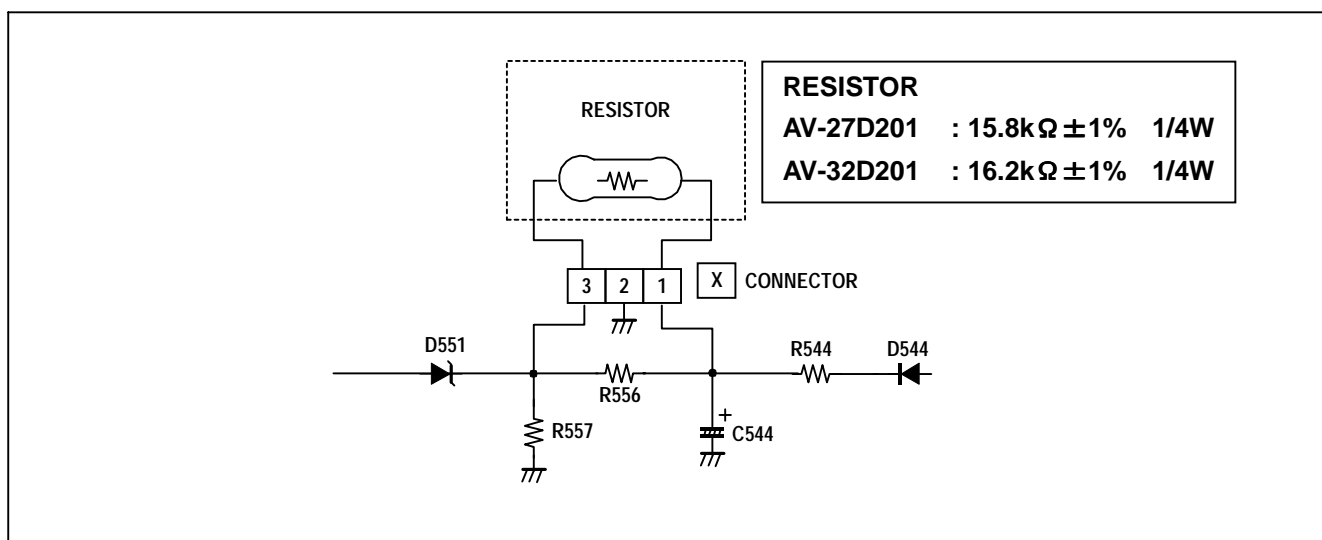 RESISTOR
RESISTOR
AV-27D201 : 15.8kΩ±1% 1/4W
AV-32D201 : 16.2kΩ±1% 1/4W
3 2 1
X CONNECTOR
D551
R556
R544
D544
R557
+
C544